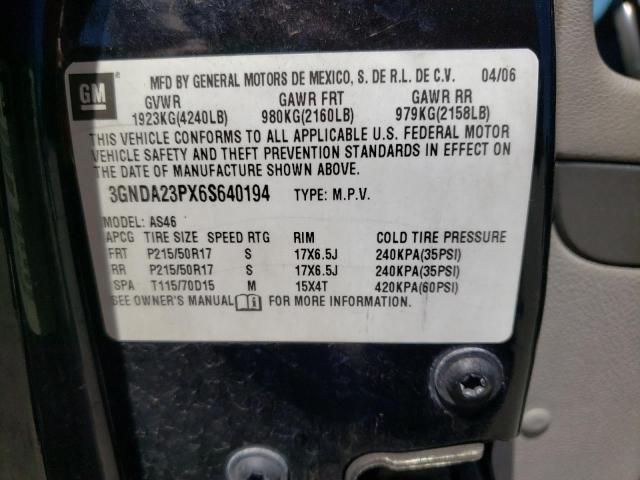 GM
MFD BY GENERAL MOTORS DE MEXICO, S. DE R.L. DE C.V. 04/06
GVWR GAWR FRT GAWR RR
1923KG(4240LB) 980KG(2160LB) 979KG(2158LB)
THIS VEHICLE CONFORMS TO ALL APPLICABLE U.S. FEDERAL MOTOR
VEHICLE SAFETY AND THEFT PREVENTION STANDARDS IN EFFECT ON
THE DATE OF MANUFACTURE SHOWN ABOVE.
3GNDA23PX6S640194 TYPE: M.P.V.
MODEL: AS46
APCG TIRE SIZE SPEED RTG RIM COLD TIRE PRESSURE
FRT P215/50R17 S 17X6.5J 240KPA(35PSI)
RR P215/50R17 S 17X6.5J 240KPA(35PSI)
SPA T115/70D15 M 15X4T 420KPA(60PSI)
SEE OWNER'S MANUAL FOR MORE INFORMATION.